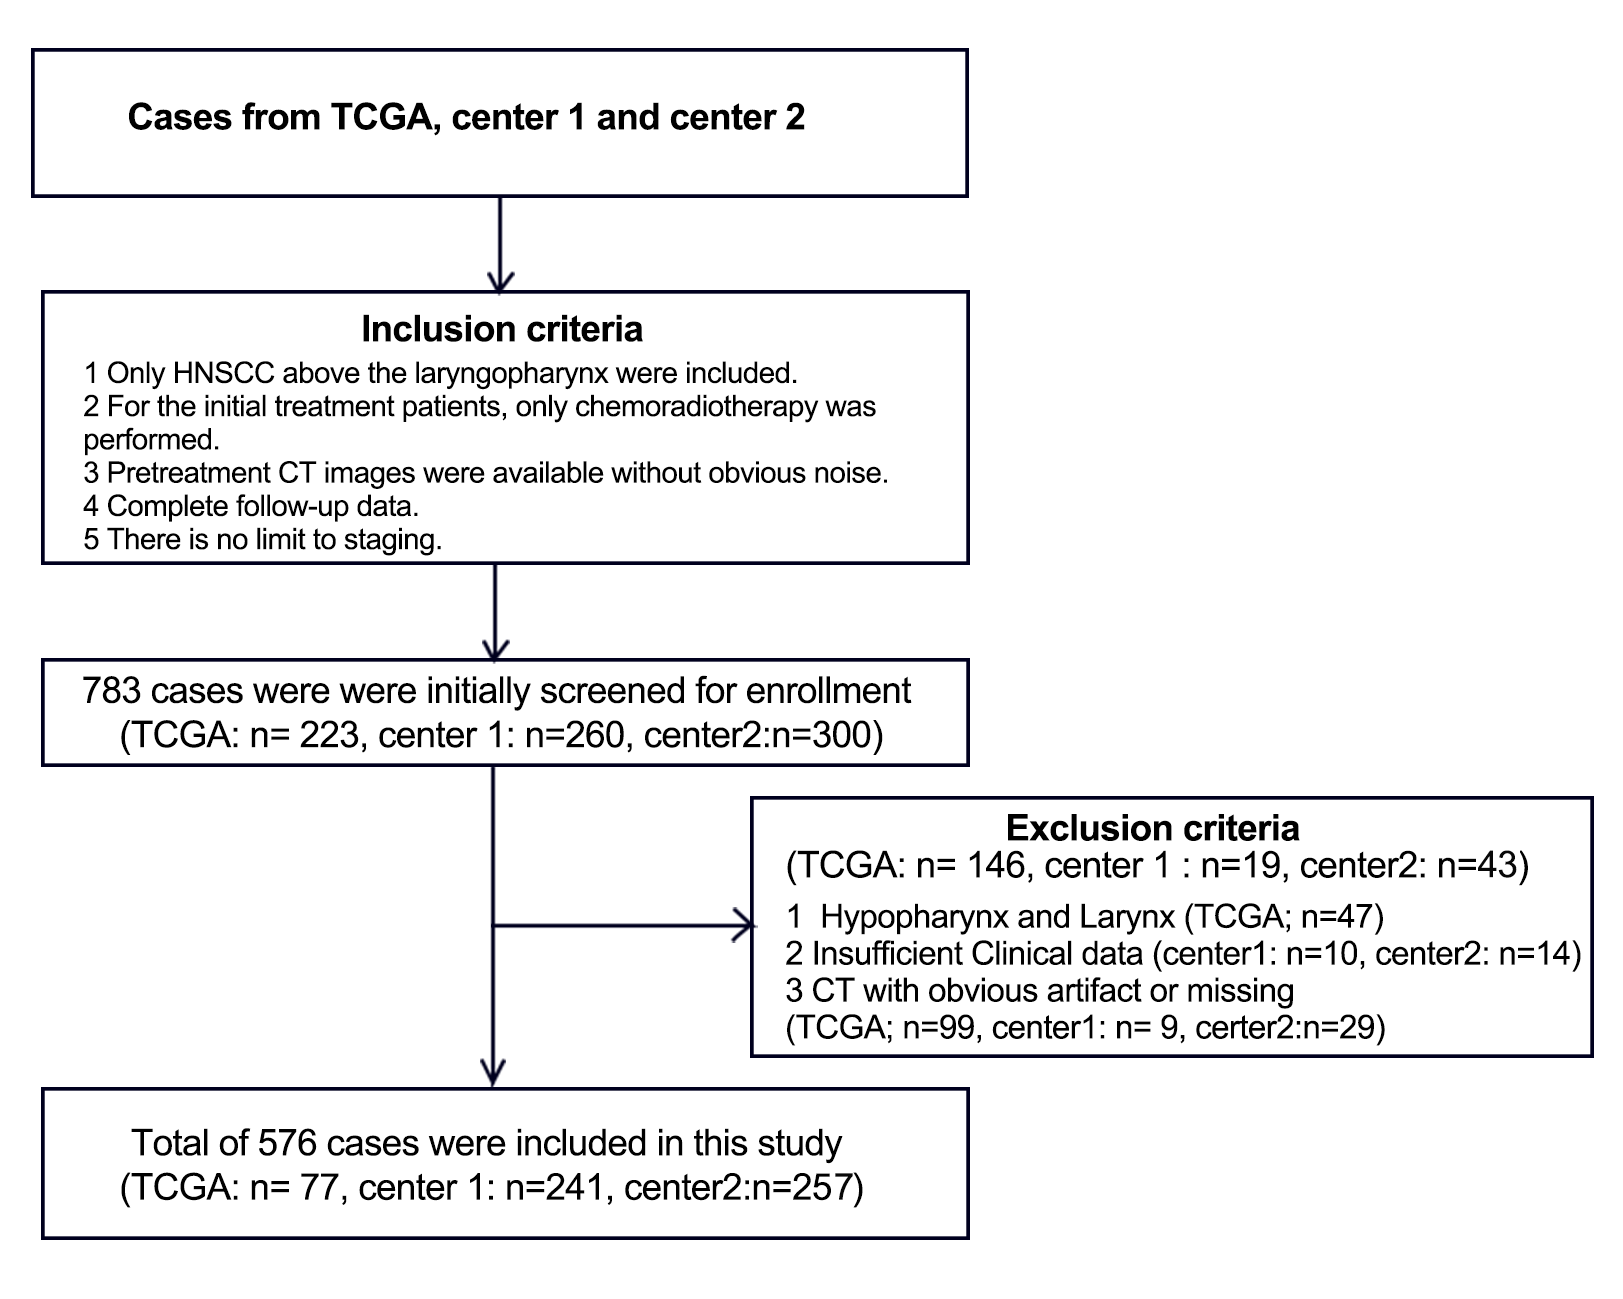 Cases from TCGA, center 1 and center 2
Inclusion criteria
1 Only HNSCC above the laryngopharynx were included.
2 For the initial treatment patients, only chemoradiotherapy was
performed.
3 Pretreatment CT images were available without obvious noise.
4 Complete follow-up data.
5 There is no limit to staging.
783 cases were were initially screened for enrollment
(TCGA: n= 223, center 1: n=260, center2:n=300)
Exclusion criteria
(TCGA: n= 146, center 1 : n=19, center2: n=43)
1 Hypopharynx and Larynx (TCGA; n=47)
2 Insufficient Clinical data (center1: n=10, center2: n=14)
3 CT with obvious artifact or missing
(TCGA; n=99, center1: n= 9, certer2:n=29)
Total of 576 cases were included in this study
(TCGA: n= 77, center 1: n=241, center2:n=257)